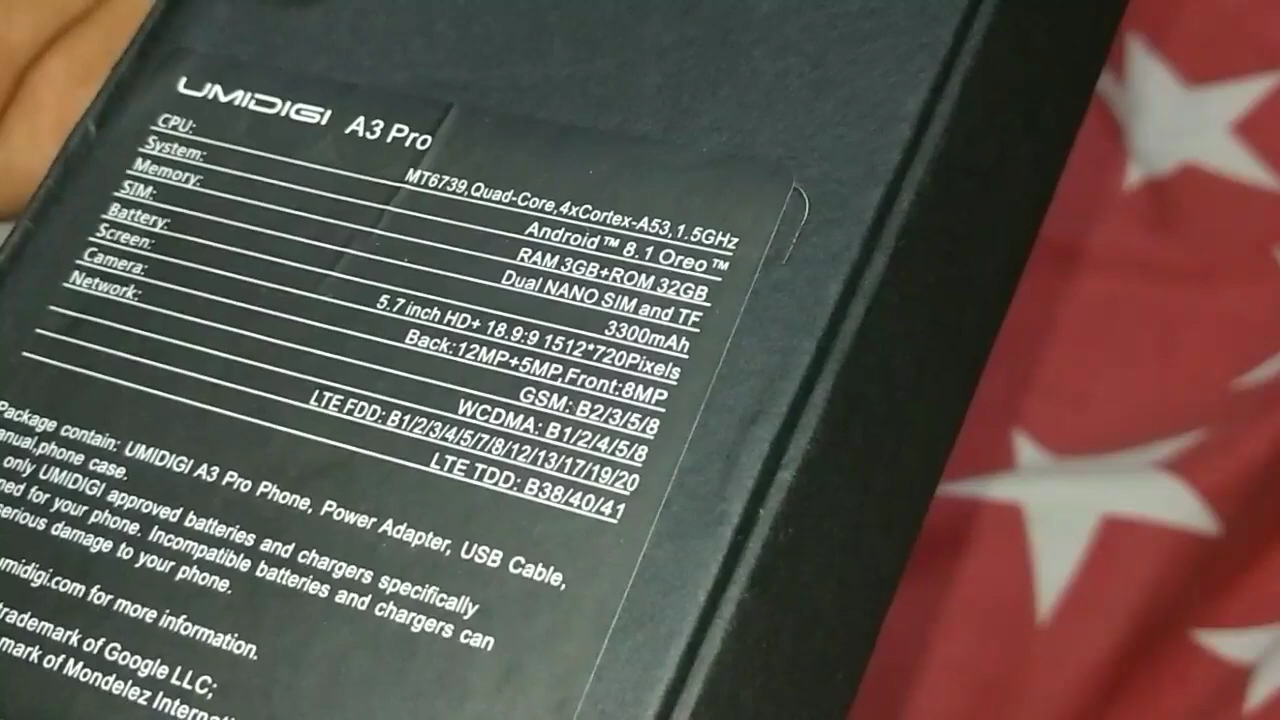 UMIDIGI A3 Pro
CPU: MT6739,Quad-Core,4xCortex-A53,1.5GHz
System: Android™ 8.1 Oreo™
Memory: RAM 3GB+ROM 32GB
SIM: Dual NANO SIM and TF
Battery: 3300mAh
Screen: 5.7 inch HD+ 18.9:9 1512*720Pixels
Camera: Back:12MP+5MP,Front:8MP
Network: GSM: B2/3/5/8
WCDMA: B1/2/4/5/8
LTE FDD: B1/2/3/4/5/7/8/12/13/17/19/20
LTE TDD: B38/40/41
Package contain: UMIDIGI A3 Pro Phone, Power Adapter, USB Cable,
anual,phone case.
only UMIDIGI approved batteries and chargers specifically
ned for your phone. Incompatible batteries and chargers can
serious damage to your phone.
umidigi.com for more information.
rademark of Google LLC;
mark of Mondelez Internat